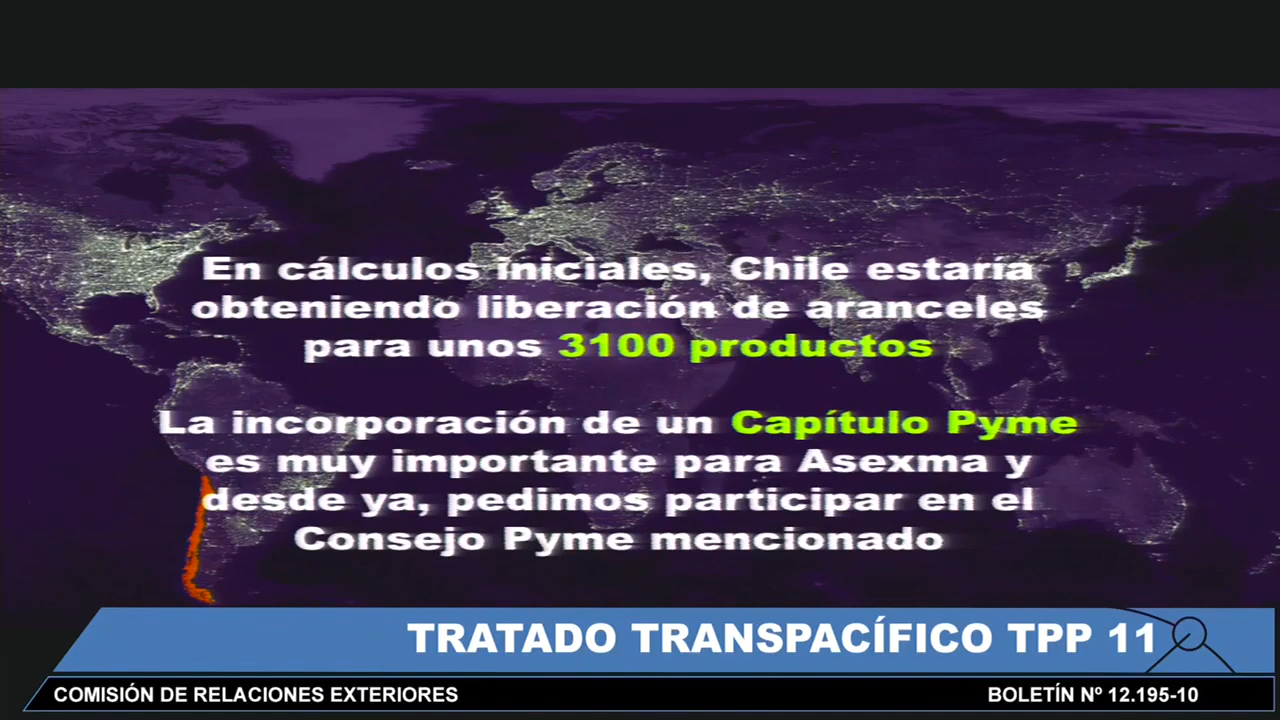 En cálculos iniciales, Chile estaría
obteniendo liberación de aranceles
para unos 3100 productos
La incorporación de un Capítulo Pyme
es muy importante para Asexma y
desde ya, pedimos participar en el
Consejo Pyme mencionado
TRATADO TRANSPACÍFICO TPP 11
COMISIÓN DE RELACIONES EXTERIORES
BOLETÍN Nº 12.195-10